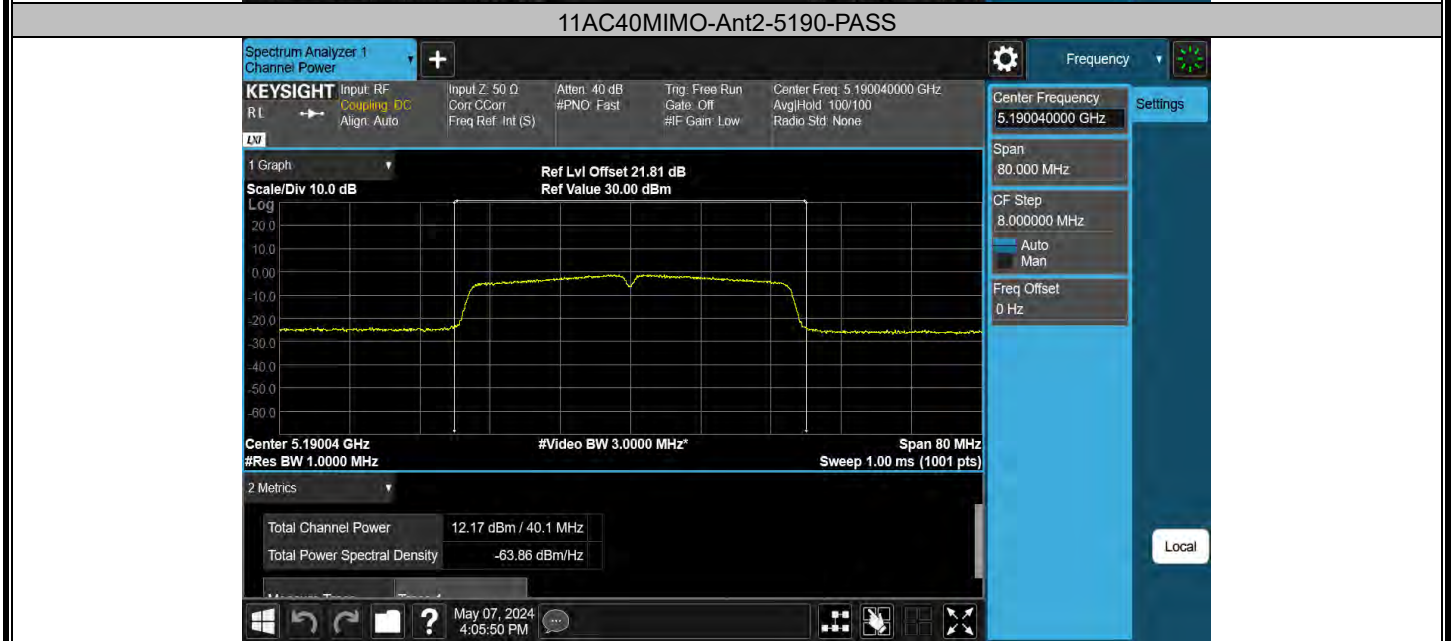 11AC40MIMO-Ant2-5190-PASS
Spectrum Analyzer 1
Channel Power
+
Frequency
KEYSIGHT
RL
LXI
Input: RF
Coupling: DC
Align: Auto
Input Z: 50 Ω
Corr CCorr
Freq Ref: Int (S)
Atten: 40 dB
#PNO: Fast
Trig: Free Run
Gate: Off
#IF Gain: Low
Center Freq: 5.190040000 GHz
Avg|Hold: 100/100
Radio Std: None
Center Frequency
5.190040000 GHz
Settings
Span
80.000 MHz
CF Step
8.000000 MHz
Auto
Man
Freq Offset
0 Hz
1 Graph
Scale/Div 10.0 dB
Ref Lvl Offset 21.81 dB
Ref Value 30.00 dBm
Log
20.0
10.0
0.00
-10.0
-20.0
-30.0
-40.0
-50.0
-60.0
Center 5.19004 GHz
#Res BW 1.0000 MHz
#Video BW 3.0000 MHz*
Span 80 MHz
Sweep 1.00 ms (1001 pts)
2 Metrics
Total Channel Power 12.17 dBm / 40.1 MHz
Total Power Spectral Density -63.86 dBm/Hz
Local
?
May 07, 2024
4:05:50 PM